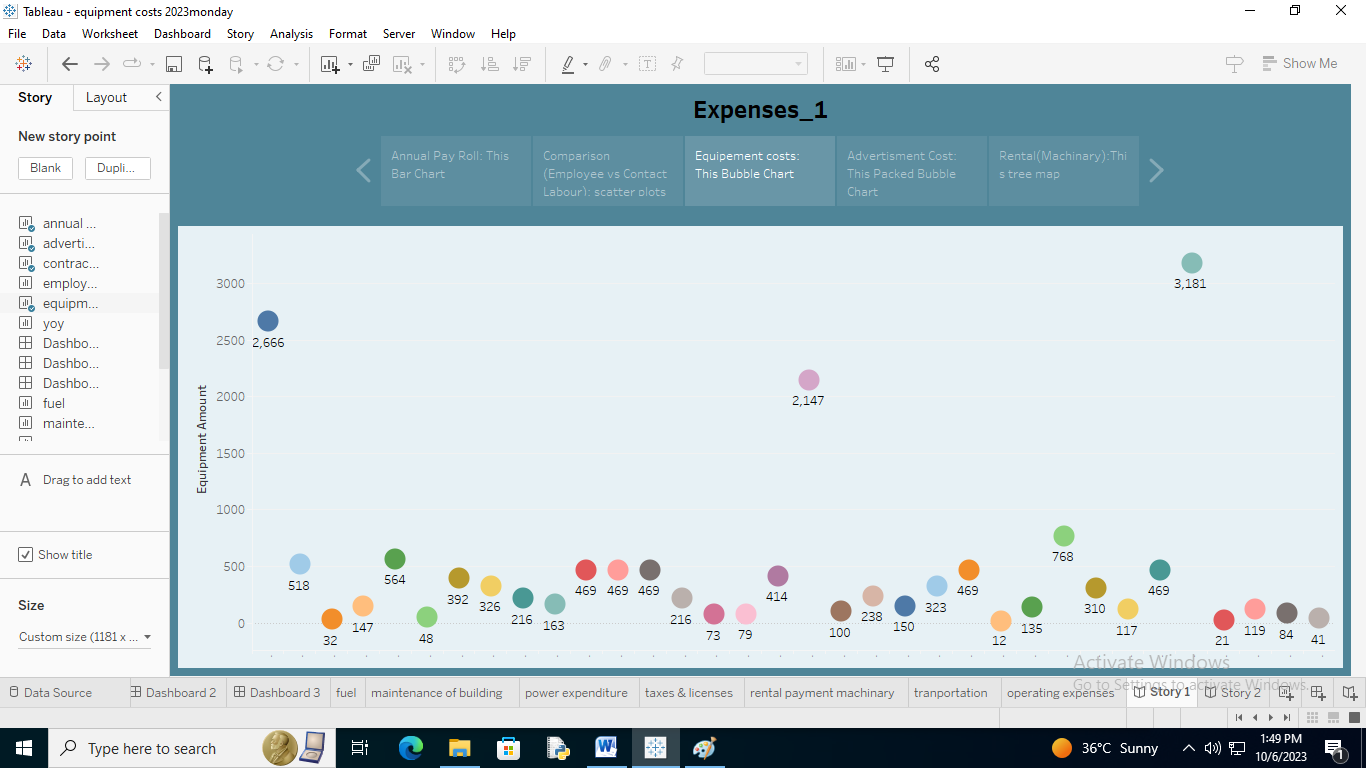 Tableau - equipment costs 2023monday
File Data Worksheet Dashboard Story Analysis Format Server Window Help
Show Me
Story Layout
New story point
Blank Dupli...
annual ...
adverti...
contrac...
employ...
equipm...
yoy
Dashbo...
Dashbo...
Dashbo...
fuel
mainte...
A Drag to add text
Show title
Size
Custom size (1181 x ...
Expenses_1
Annual Pay Roll: This
Bar Chart
Comparison
(Employee vs Contact
Labour): scatter plots
Equipement costs:
This Bubble Chart
Advertisment Cost:
This Packed Bubble
Chart
Rental(Machinary):Thi
s tree map
Equipment Amount
3000
2500
2000
1500
1000
500
0
2,666
518
32
147
564
48
392
326
216
163
469
469
469
216
73
79
414
2,147
100
238
150
323
469
12
135
768
310
117
469
3,181
21
119
84
41
Activate Windows
Go to Settings to activate Windows.
Data Source Dashboard 2 Dashboard 3 fuel maintenance of building power expenditure taxes & licenses rental payment machinary tranportation operating expenses Story 1 Story 2
Type here to search
36°C Sunny
1:49 PM
10/6/2023
1